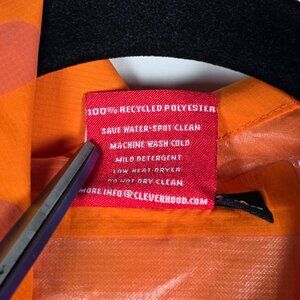 100% RECYCLED POLYESTER
SAVE WATER-SPOT CLEAN
MACHINE WASH COLD
MILD DETERGENT
LOW HEAT DRYER
DO NOT DRY CLEAN
MORE INFO@CLEVERHOOD.COM